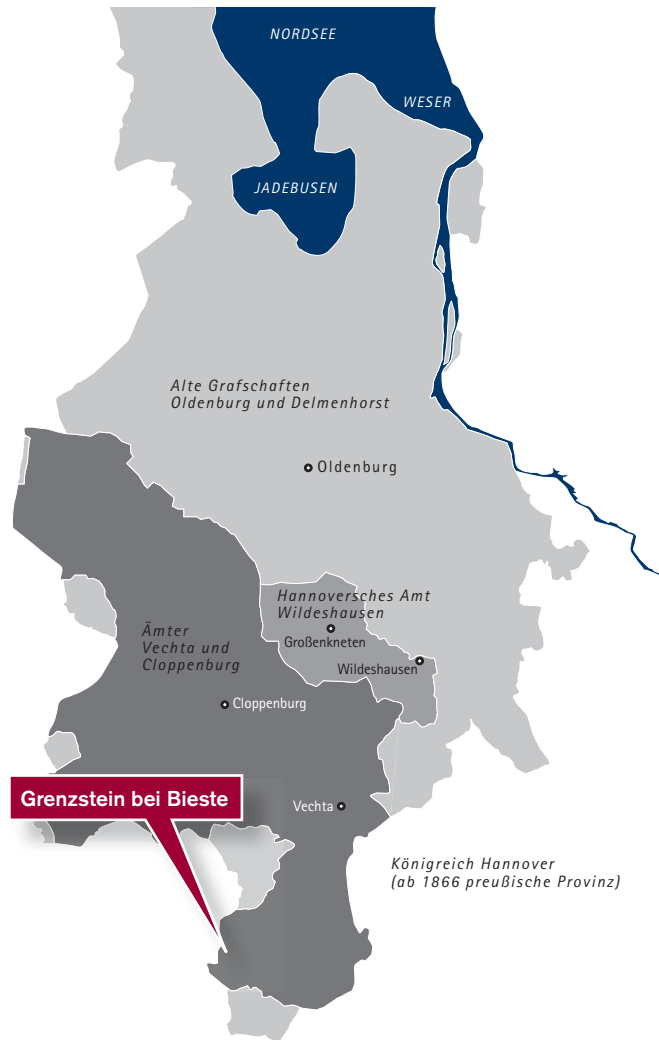 NORDSEE
WESER
JADEBUSEN
Alte Grafschaften
Oldenburg und Delmenhorst
Oldenburg
Hannoversches Amt
Wildeshausen
Großenkneten
Wildeshausen
Ämter
Vechta und
Cloppenburg
Cloppenburg
Grenzstein bei Bieste
Vechta
Königreich Hannover
(ab 1866 preußische Provinz)